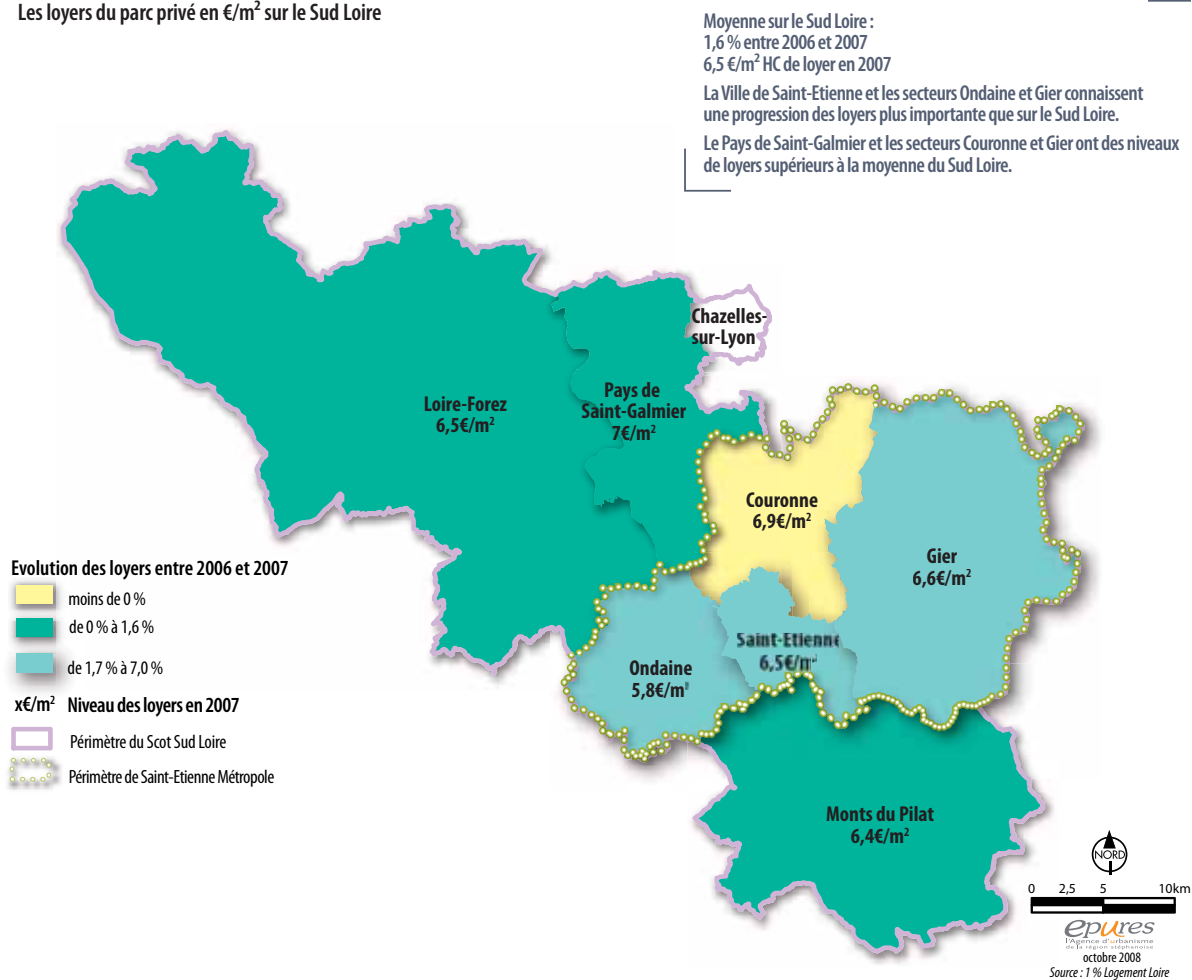 Les loyers du parc privé en €/m² sur le Sud Loire
Moyenne sur le Sud Loire :
1,6 % entre 2006 et 2007
6,5 €/m² HC de loyer en 2007
La Ville de Saint-Etienne et les secteurs Ondaine et Gier connaissent
une progression des loyers plus importante que sur le Sud Loire.
Le Pays de Saint-Galmier et les secteurs Couronne et Gier ont des niveaux
de loyers supérieurs à la moyenne du Sud Loire.
Chazelles-
sur-Lyon
Loire-Forez
6,5€/m²
Pays de
Saint-Galmier
7€/m²
Couronne
6,9€/m²
Gier
6,6€/m²
Saint-Etienne
6,5€/m²
Ondaine
5,8€/m²
Monts du Pilat
6,4€/m²
Evolution des loyers entre 2006 et 2007
moins de 0 %
de 0 % à 1,6 %
de 1,7 % à 7,0 %
x€/m² Niveau des loyers en 2007
Périmètre du Scot Sud Loire
Périmètre de Saint-Etienne Métropole
NORD
0 2,5 5 10km
epures
l'Agence d'urbanisme
de la région stéphanoise
octobre 2008
Source : 1 % Logement Loire